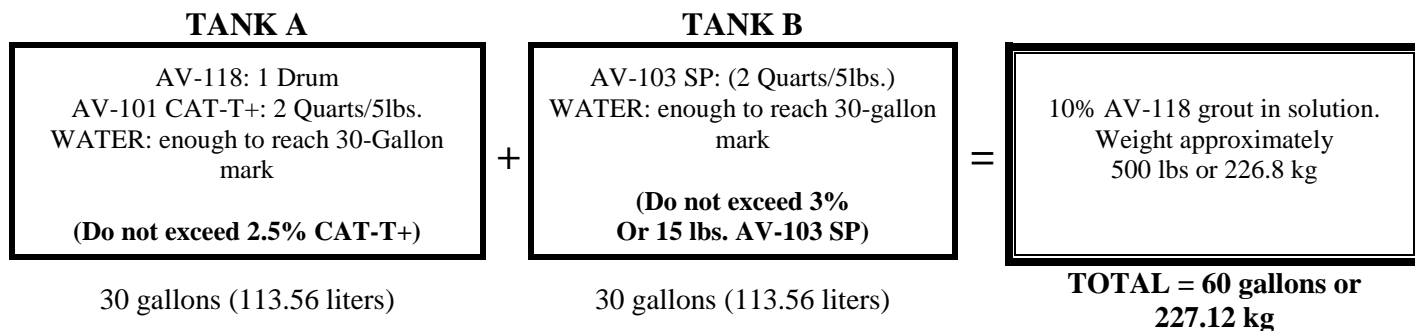 TANK A
AV-118: 1 Drum
AV-101 CAT-T+: 2 Quarts/5lbs.
WATER: enough to reach 30-Gallon
mark
(Do not exceed 2.5% CAT-T+)
30 gallons (113.56 liters)
+
TANK B
AV-103 SP: (2 Quarts/5lbs.)
WATER: enough to reach 30-gallon
mark
(Do not exceed 3%
Or 15 lbs. AV-103 SP)
30 gallons (113.56 liters)
=
10% AV-118 grout in solution.
Weight approximately
500 lbs or 226.8 kg
TOTAL = 60 gallons or
227.12 kg